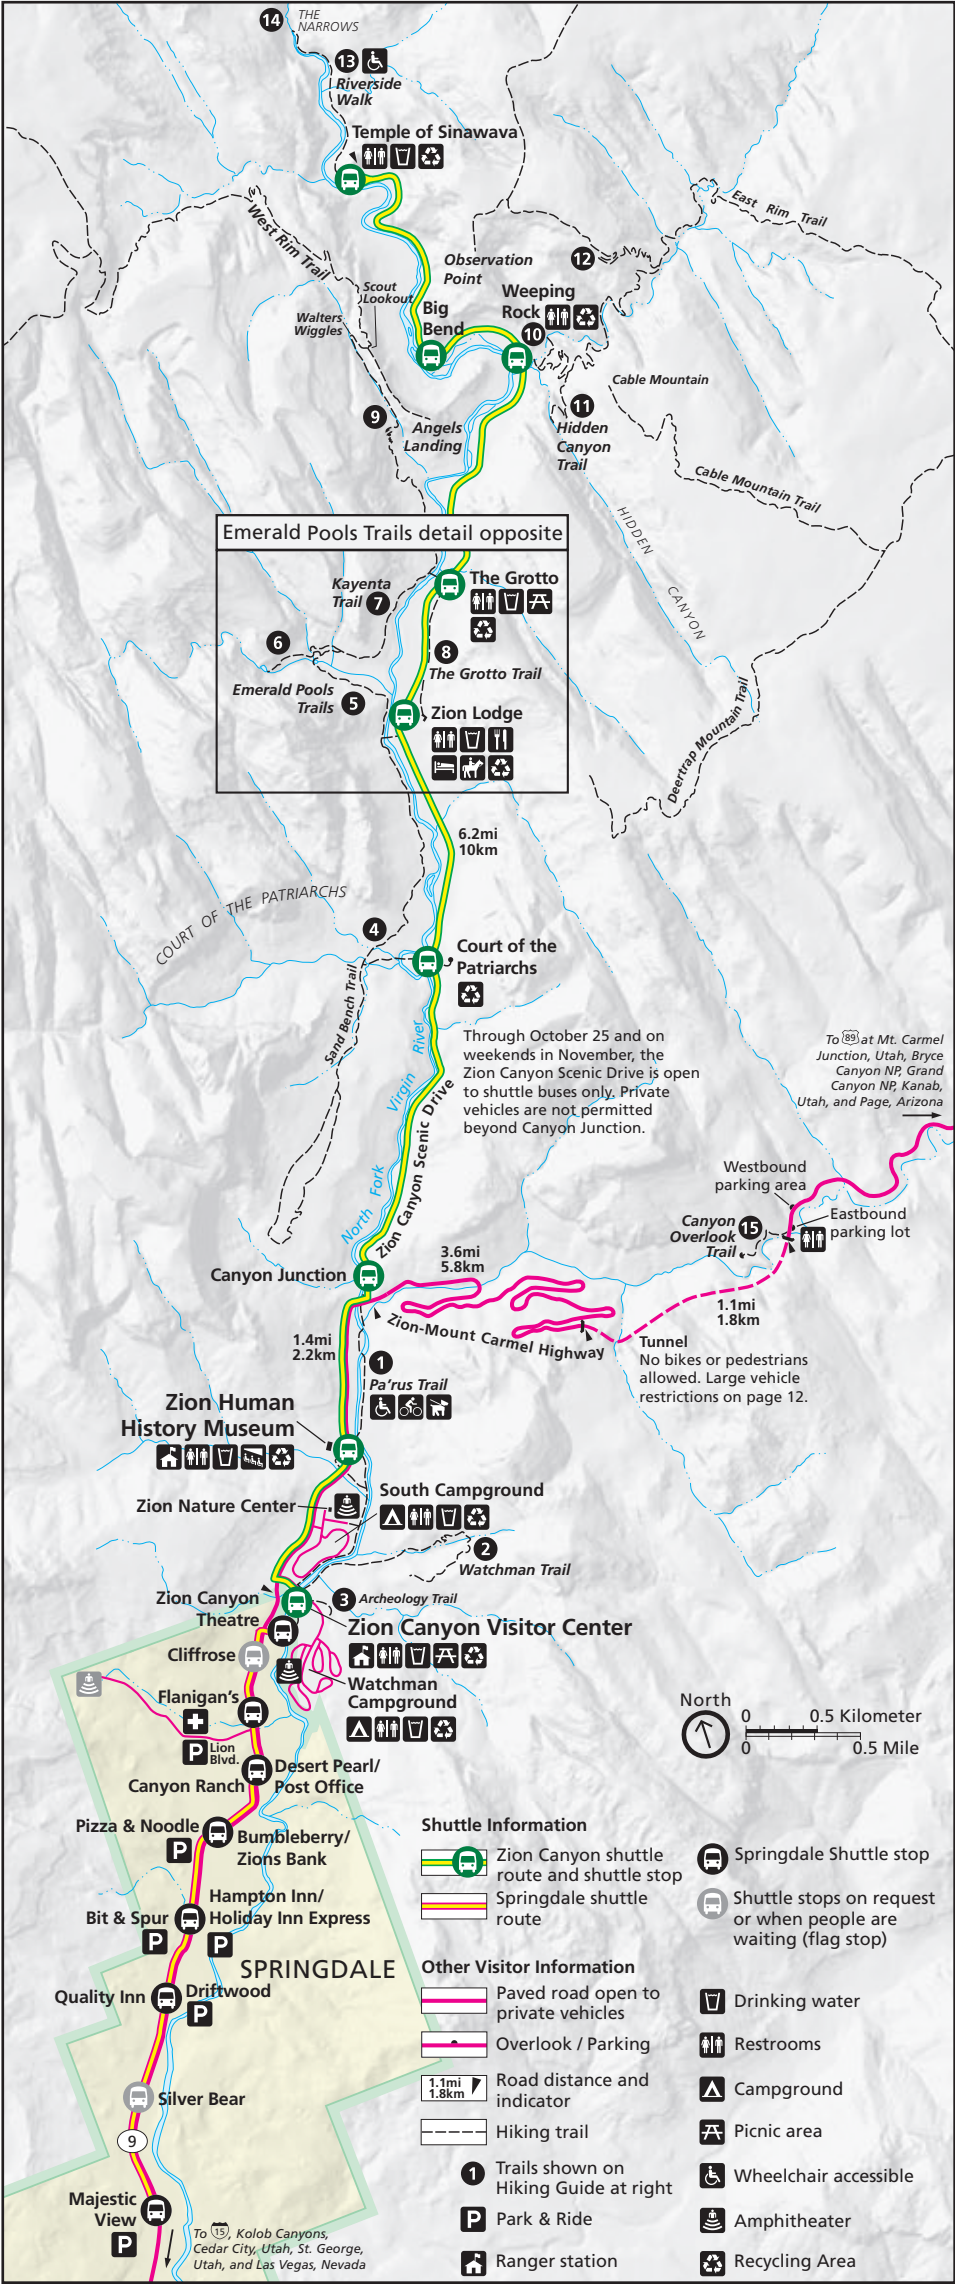 14
THE
NARROWS
13
Riverside
Walk
Temple of Sinawava
East Rim Trail
West Rim Trail
Observation
Point
12
Scout
Lookout
Weeping
Rock
10
Walters
Wiggles
Big
Bend
Cable Mountain
9
Angels
Landing
11
Hidden
Canyon
Trail
Cable Mountain Trail
HIDDEN CANYON
Emerald Pools Trails detail opposite
Kayenta
Trail 7
The Grotto
6
8
The Grotto Trail
Emerald Pools
Trails 5
Zion Lodge
Deertrap Mountain Trail
6.2mi
10km
COURT OF THE PATRIARCHS
4
Court of the
Patriarchs
Sand Bench Trail
North Fork Virgin River
Zion Canyon Scenic Drive
Through October 25 and on
weekends in November, the
Zion Canyon Scenic Drive is open
to shuttle buses only. Private
vehicles are not permitted
beyond Canyon Junction.
To 89 at Mt. Carmel
Junction, Utah, Bryce
Canyon NP, Grand
Canyon NP, Kanab,
Utah, and Page, Arizona
Westbound
parking area
Canyon
Overlook
Trail
15
Eastbound
parking lot
Canyon Junction
3.6mi
5.8km
Zion-Mount Carmel Highway
1.1mi
1.8km
Tunnel
No bikes or pedestrians
allowed. Large vehicle
restrictions on page 12.
1.4mi
2.2km
1
Pa'rus Trail
Zion Human
History Museum
Zion Nature Center
South Campground
2
Watchman Trail
Zion Canyon
Theatre
3 Archeology Trail
Zion Canyon Visitor Center
Cliffrose
Watchman
Campground
Flanigan's
P Lion
Blvd.
Canyon Ranch
Desert Pearl/
Post Office
Pizza & Noodle
P
Bumbleberry/
Zions Bank
Bit & Spur
P
Hampton Inn/
Holiday Inn Express
P
SPRINGDALE
Quality Inn
Driftwood
P
Silver Bear
9
Majestic
View
P
To 15, Kolob Canyons,
Cedar City, Utah, St. George,
Utah, and Las Vegas, Nevada
North
0 0.5 Kilometer
0 0.5 Mile
Shuttle Information
Zion Canyon shuttle
route and shuttle stop
Springdale shuttle
route
Springdale Shuttle stop
Shuttle stops on request
or when people are
waiting (flag stop)
Other Visitor Information
Paved road open to
private vehicles
Overlook / Parking
1.1mi
1.8km
Road distance and
indicator
Hiking trail
1 Trails shown on
Hiking Guide at right
P Park & Ride
Ranger station
Drinking water
Restrooms
Campground
Picnic area
Wheelchair accessible
Amphitheater
Recycling Area